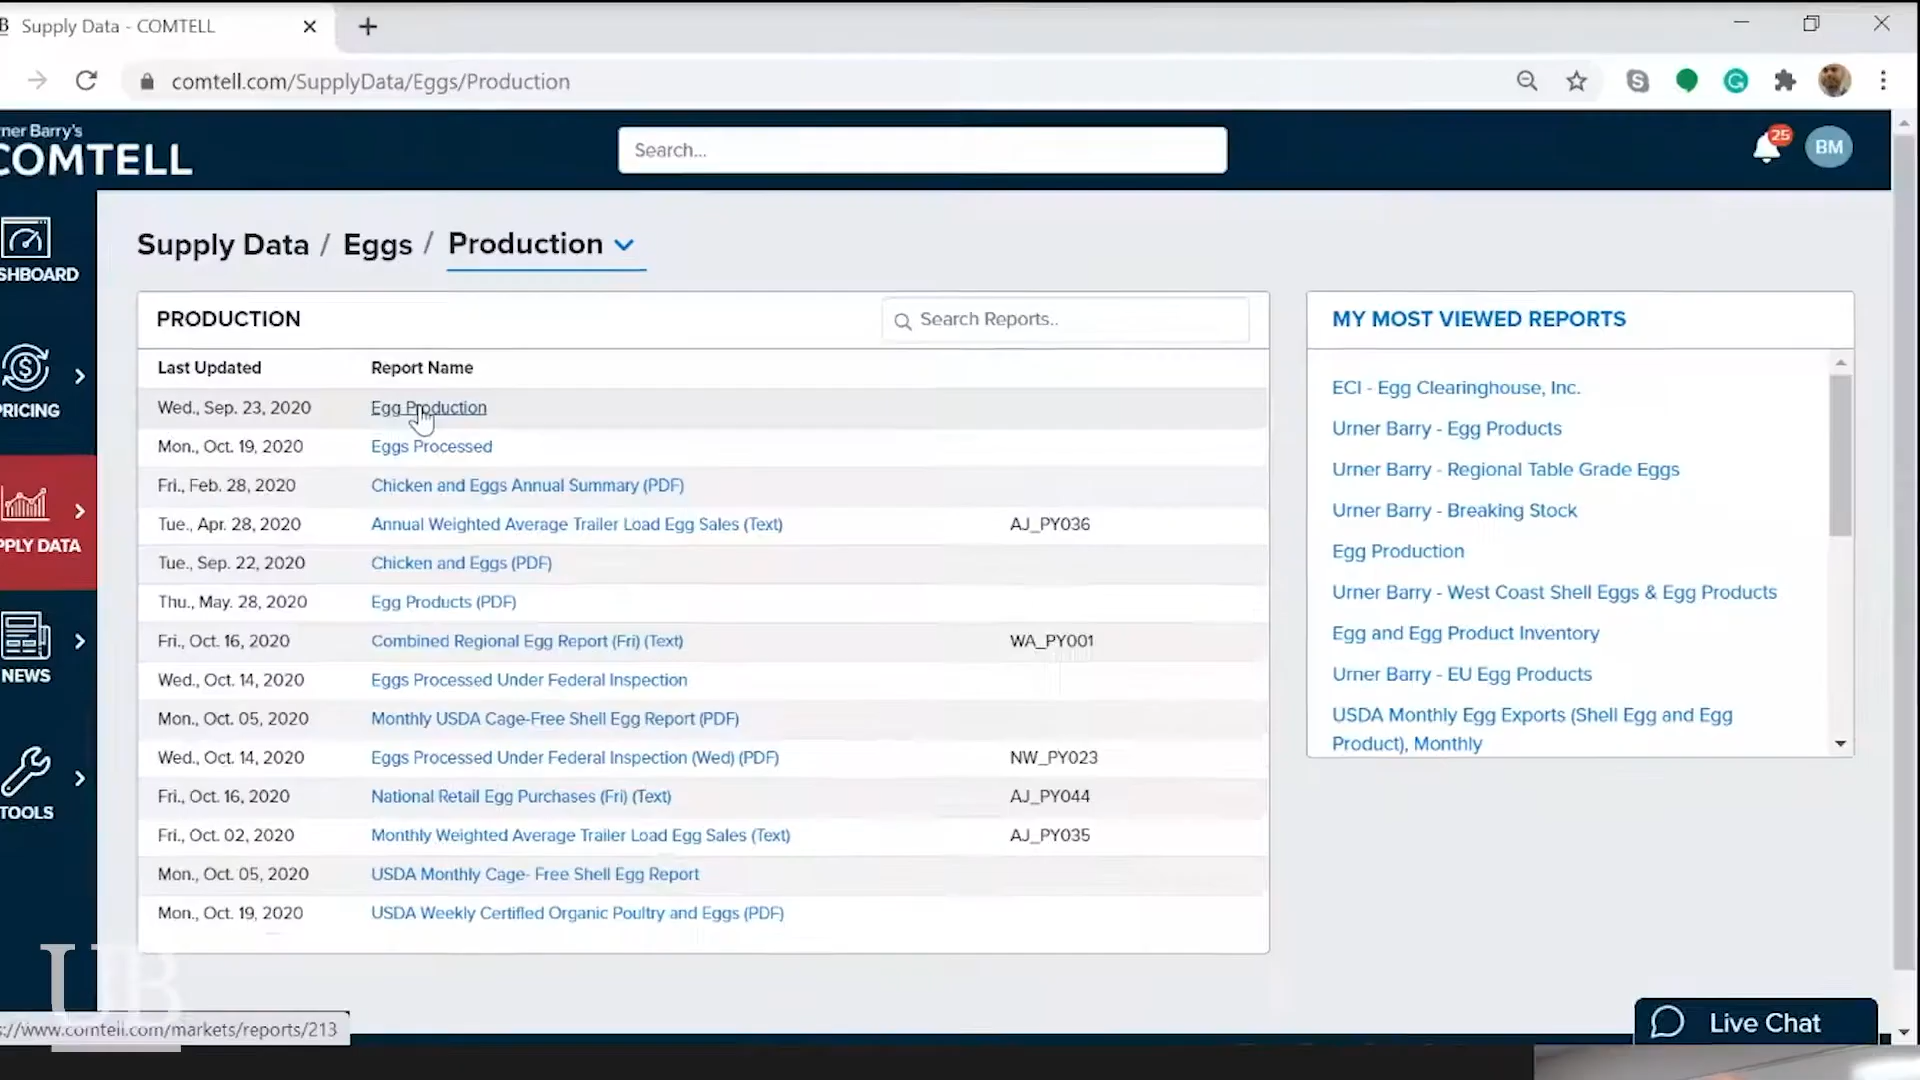 Supply Data - COMTELL
comtell.com/SupplyData/Eggs/Production
ner Barry's
COMTELL
Search...
25
BM
SHBOARD
PRICING
PPLY DATA
NEWS
TOOLS
Supply Data / Eggs / Production
PRODUCTION
Search Reports..
Last Updated Report Name
Wed., Sep. 23, 2020 Egg Production
Mon., Oct. 19, 2020 Eggs Processed
Fri., Feb. 28, 2020 Chicken and Eggs Annual Summary (PDF)
Tue., Apr. 28, 2020 Annual Weighted Average Trailer Load Egg Sales (Text) AJ_PY036
Tue., Sep. 22, 2020 Chicken and Eggs (PDF)
Thu., May. 28, 2020 Egg Products (PDF)
Fri., Oct. 16, 2020 Combined Regional Egg Report (Fri) (Text) WA_PY001
Wed., Oct. 14, 2020 Eggs Processed Under Federal Inspection
Mon., Oct. 05, 2020 Monthly USDA Cage-Free Shell Egg Report (PDF)
Wed., Oct. 14, 2020 Eggs Processed Under Federal Inspection (Wed) (PDF) NW_PY023
Fri., Oct. 16, 2020 National Retail Egg Purchases (Fri) (Text) AJ_PY044
Fri., Oct. 02, 2020 Monthly Weighted Average Trailer Load Egg Sales (Text) AJ_PY035
Mon., Oct. 05, 2020 USDA Monthly Cage- Free Shell Egg Report
Mon., Oct. 19, 2020 USDA Weekly Certified Organic Poultry and Eggs (PDF)
MY MOST VIEWED REPORTS
ECI - Egg Clearinghouse, Inc.
Urner Barry - Egg Products
Urner Barry - Regional Table Grade Eggs
Urner Barry - Breaking Stock
Egg Production
Urner Barry - West Coast Shell Eggs & Egg Products
Egg and Egg Product Inventory
Urner Barry - EU Egg Products
USDA Monthly Egg Exports (Shell Egg and Egg
Product), Monthly
UB
s://www.comtell.com/markets/reports/213
Live Chat